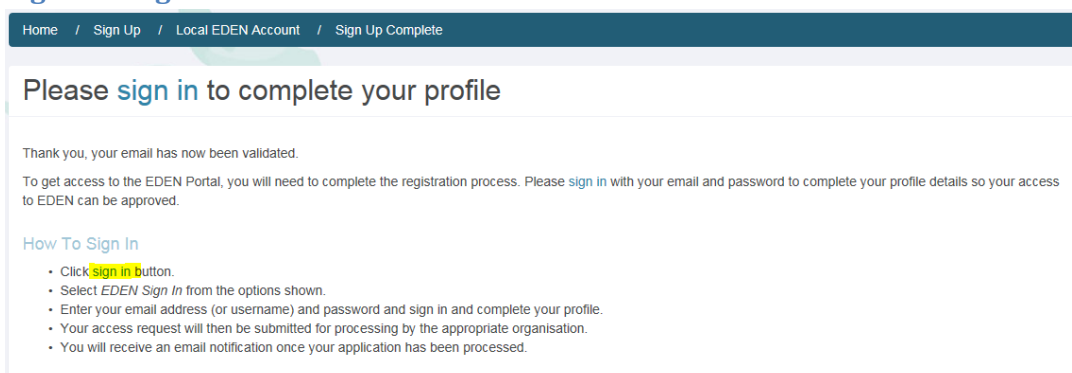 Home / Sign Up / Local EDEN Account / Sign Up Complete
Please sign in to complete your profile
Thank you, your email has now been validated.
To get access to the EDEN Portal, you will need to complete the registration process. Please sign in with your email and password to complete your profile details so your access
to EDEN can be approved.
How To Sign In
• Click sign in button.
• Select EDEN Sign In from the options shown.
• Enter your email address (or username) and password and sign in and complete your profile.
• Your access request will then be submitted for processing by the appropriate organisation.
• You will receive an email notification once your application has been processed.